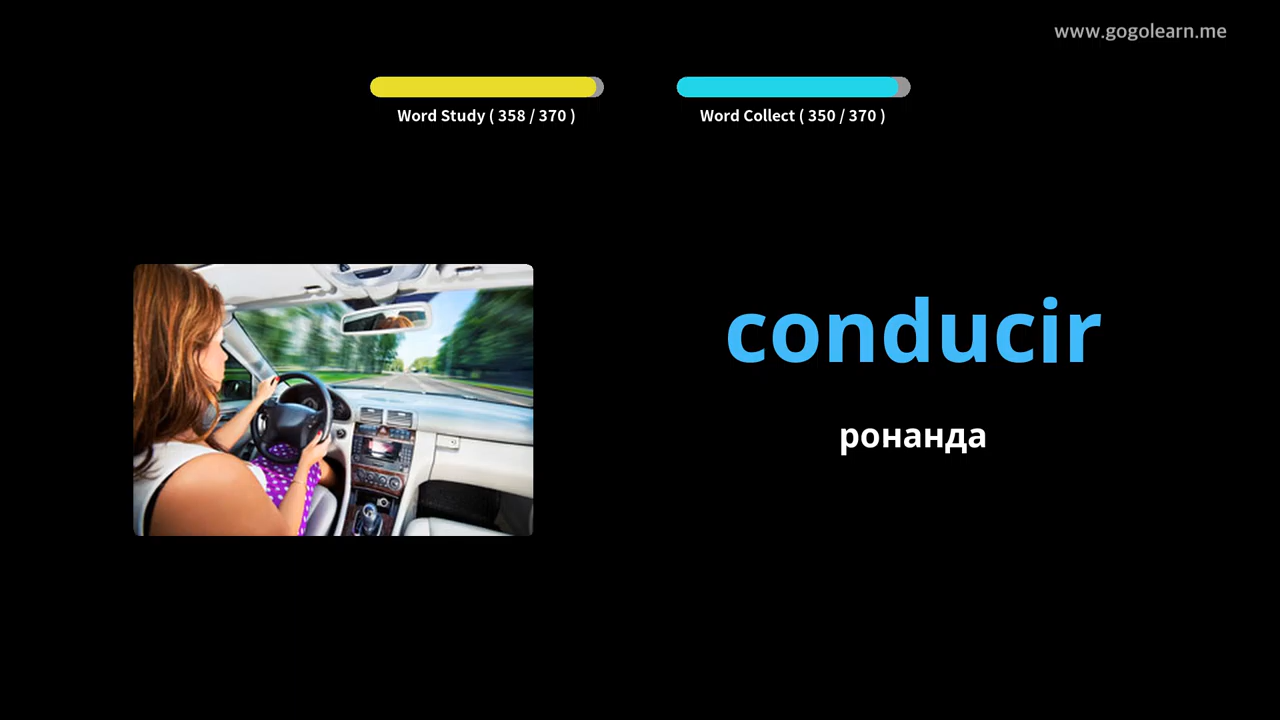 www.gogolearn.me
Word Study ( 358 / 370 )
Word Collect ( 350 / 370 )
conducir
ронанда